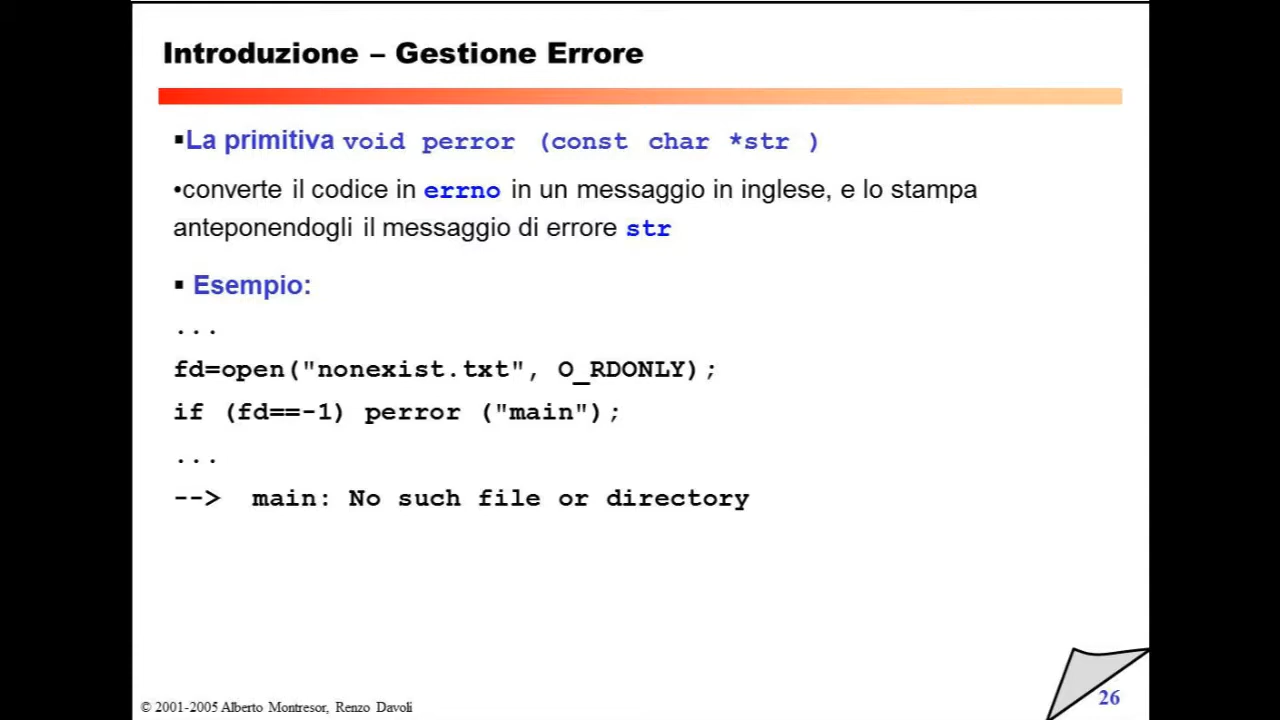 Introduzione – Gestione Errore
▪La primitiva void perror (const char *str )
•converte il codice in errno in un messaggio in inglese, e lo stampa
anteponendogli il messaggio di errore str
▪ Esempio:
...
fd=open("nonexist.txt", O_RDONLY);
if (fd==-1) perror ("main");
...
--> main: No such file or directory
© 2001-2005 Alberto Montresor, Renzo Davoli
26